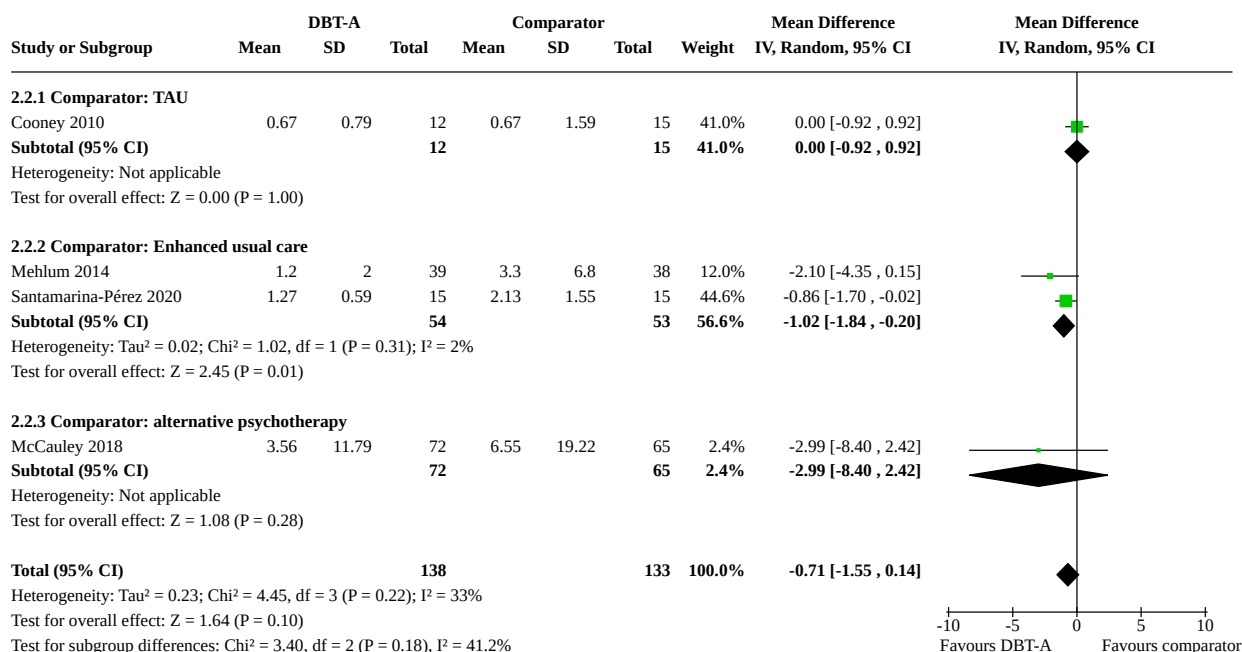 DBT-A Comparator Mean Difference Mean Difference
Study or Subgroup Mean SD Total Mean SD Total Weight IV, Random, 95% CI IV, Random, 95% CI
2.2.1 Comparator: TAU
Cooney 2010 0.67 0.79 12 0.67 1.59 15 41.0% 0.00 [-0.92 , 0.92]
Subtotal (95% CI) 12 15 41.0% 0.00 [-0.92 , 0.92]
Heterogeneity: Not applicable
Test for overall effect: Z = 0.00 (P = 1.00)
2.2.2 Comparator: Enhanced usual care
Mehlum 2014 1.2 2 39 3.3 6.8 38 12.0% -2.10 [-4.35 , 0.15]
Santamarina-Pérez 2020 1.27 0.59 15 2.13 1.55 15 44.6% -0.86 [-1.70 , -0.02]
Subtotal (95% CI) 54 53 56.6% -1.02 [-1.84 , -0.20]
Heterogeneity: Tau² = 0.02; Chi² = 1.02, df = 1 (P = 0.31); I² = 2%
Test for overall effect: Z = 2.45 (P = 0.01)
2.2.3 Comparator: alternative psychotherapy
McCauley 2018 3.56 11.79 72 6.55 19.22 65 2.4% -2.99 [-8.40 , 2.42]
Subtotal (95% CI) 72 65 2.4% -2.99 [-8.40 , 2.42]
Heterogeneity: Not applicable
Test for overall effect: Z = 1.08 (P = 0.28)
Total (95% CI) 138 133 100.0% -0.71 [-1.55 , 0.14]
Heterogeneity: Tau² = 0.23; Chi² = 4.45, df = 3 (P = 0.22); I² = 33%
Test for overall effect: Z = 1.64 (P = 0.10)
-10 -5 0 5 10
Test for subgroup differences: Chi² = 3.40, df = 2 (P = 0.18), I² = 41.2%
Favours DBT-A Favours comparator